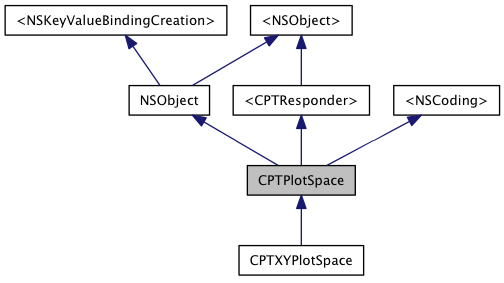 <NSKeyValueBindingCreation>
<NSObject>
NSObject
<CPTResponder>
<NSCoding>
CPTPlotSpace
CPTXYPlotSpace